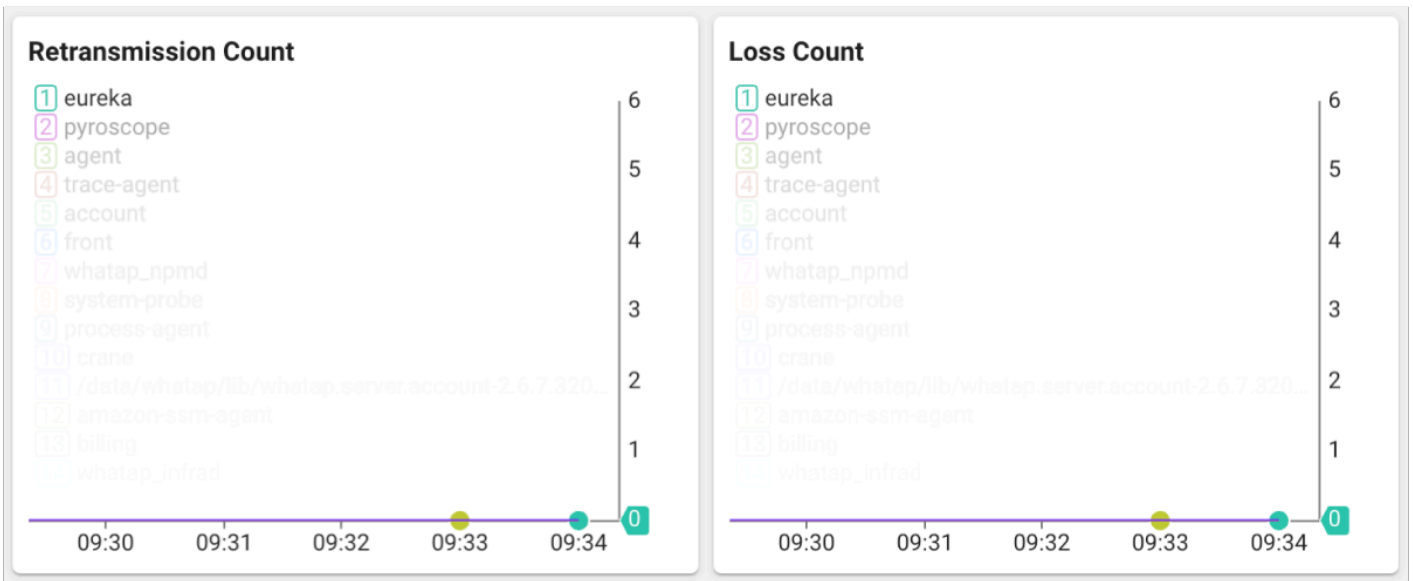 Retransmission Count
1 eureka
2 pyroscope
3 agent
4 trace-agent
5 account
6 front
7 whatap_npmd
8 system-probe
9 process-agent
10 crane
11 /data/whatap/lib/whatap.server.account-2.6.7.320...
12 amazon-ssm-agent
13 billing
whatap_infrad
6
5
4
3
2
1
0
09:30 09:31 09:32 09:33 09:34
Loss Count
1 eureka
2 pyroscope
3 agent
4 trace-agent
5 account
6 front
7 whatap_npmd
8 system-probe
9 process-agent
10 crane
11 /data/whatap/lib/whatap.server.account-2.6.7.320...
12 amazon-ssm-agent
13 billing
whatap_infrad
6
5
4
3
2
1
0
09:30 09:31 09:32 09:33 09:34